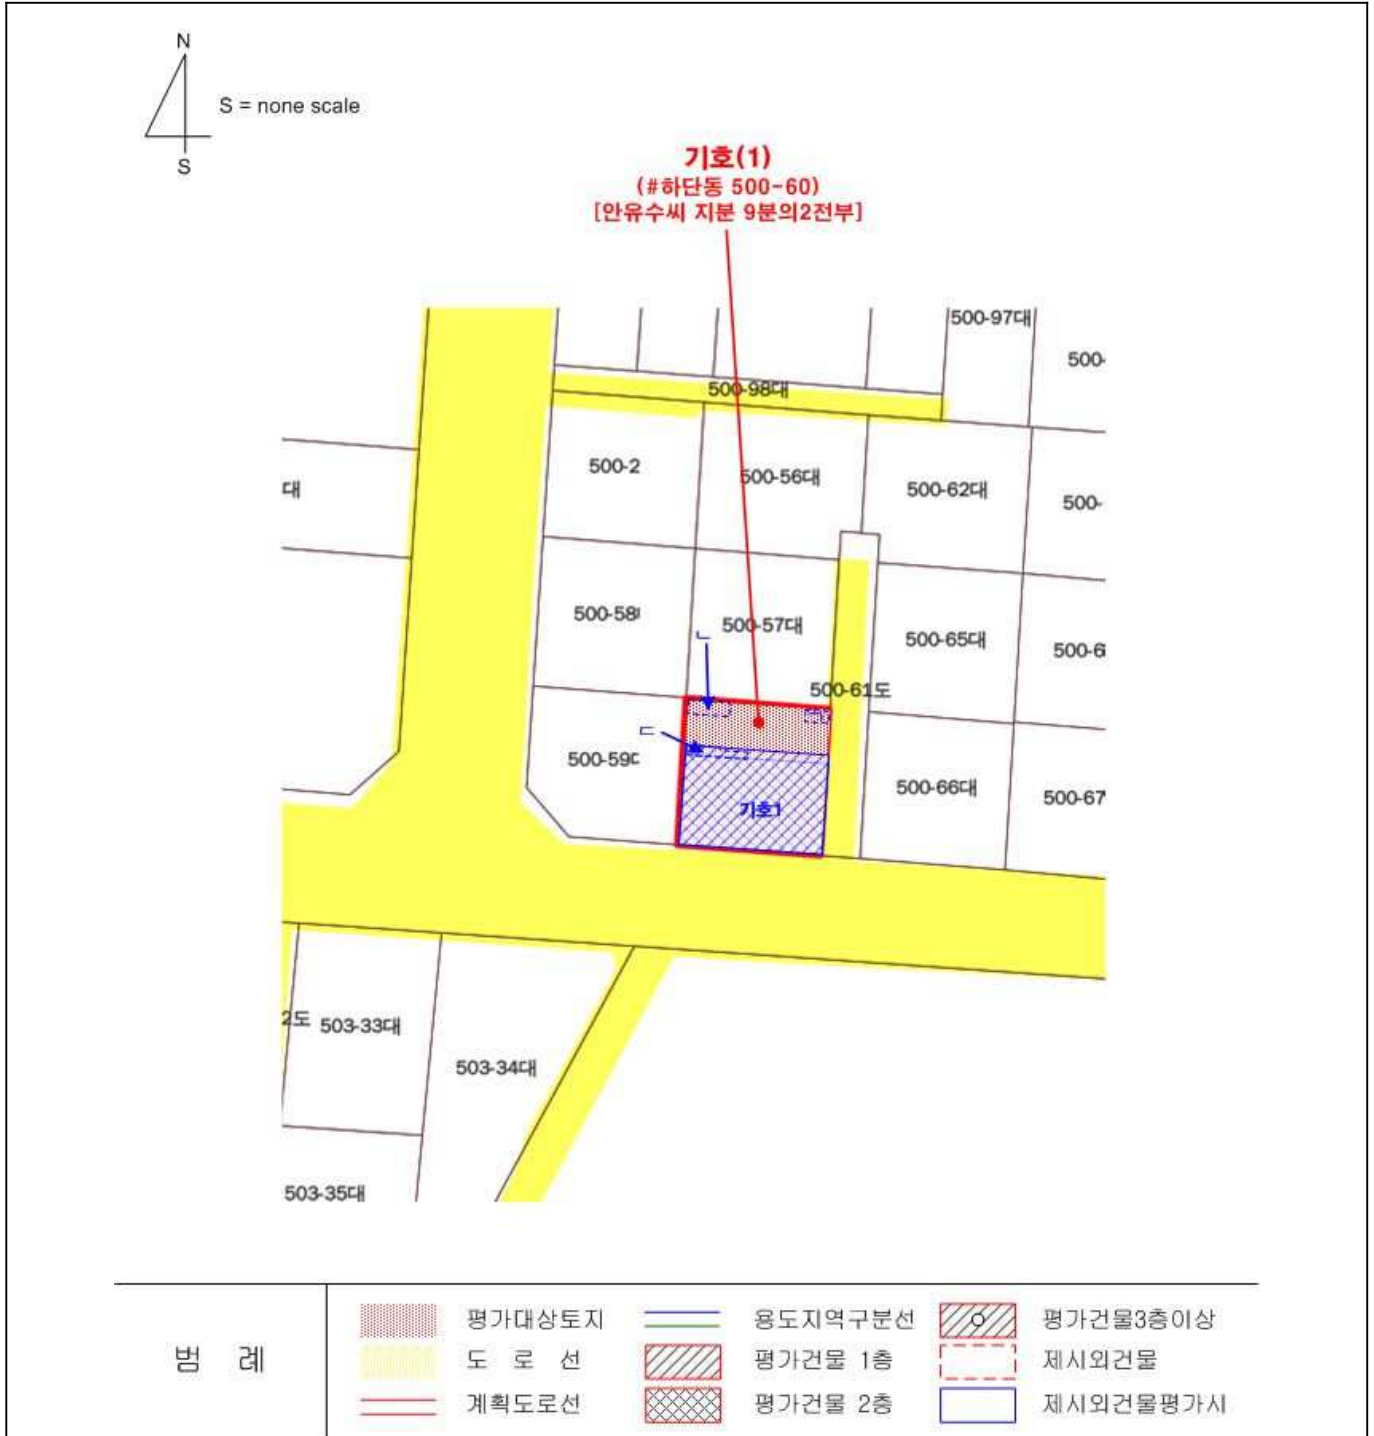 N
S = none scale
S
기호(1)
(#하단동 500-60)
[안유수씨 지분 9분의2전부]
500-97대
500-
500-98대
500-2
500-56대
500-62대
500-
대
500-58
500-57대
500-65대
500-6
ㄴ
500-61도
ㄷ
500-59
기호1
500-66대
500-67
2도
503-33대
503-34대
503-35대
범 례
평가대상토지
용도지역구분선
평가건물3층이상
도 로 선
평가건물 1층
제시외건물
계획도로선
평가건물 2층
제시외건물평가시